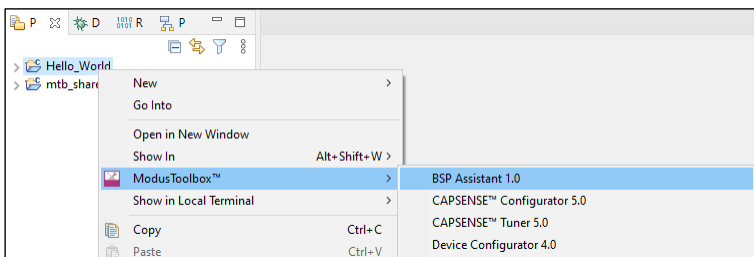 P D 1010 0101 R P
Hello_World
mtb_share
New
Go Into
Open in New Window
Show In Alt+Shift+W
ModusToolbox™ BSP Assistant 1.0
Show in Local Terminal CAPSENSE™ Configurator 5.0
CAPSENSE™ Tuner 5.0
Copy Ctrl+C
Device Configurator 4.0
Paste Ctrl+V